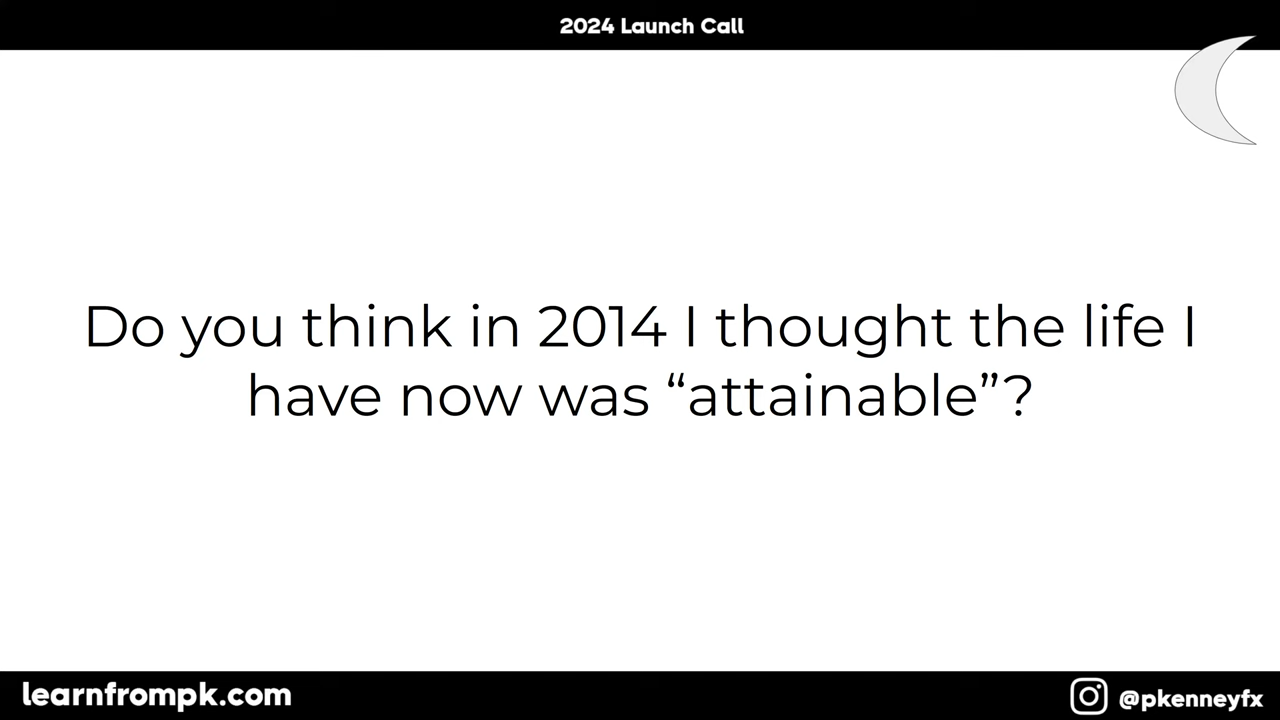 2024 Launch Call
Do you think in 2014 I thought the life I
have now was “attainable”?
learnfrompk.com
@pkenneyfx